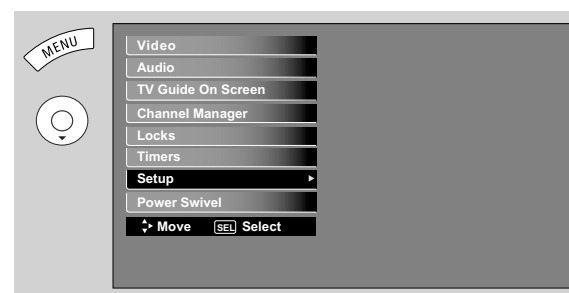 MENU
Video
Audio
TV Guide On Screen
Channel Manager
Locks
Timers
Setup
Power Swivel
Move SEL Select